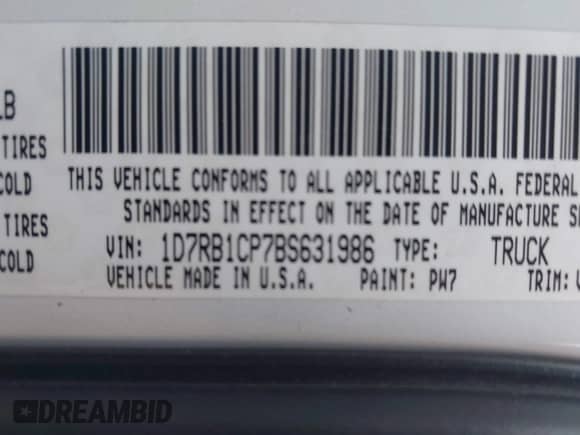 LB
TIRES
COLD
TIRES
COLD
THIS VEHICLE CONFORMS TO ALL APPLICABLE U.S.A. FEDERAL
STANDARDS IN EFFECT ON THE DATE OF MANUFACTURE
VIN: 1D7RB1CP7BS631986 TYPE: TRUCK
VEHICLE MADE IN U.S.A. PAINT: PW7 TRIM:
DREAMBID